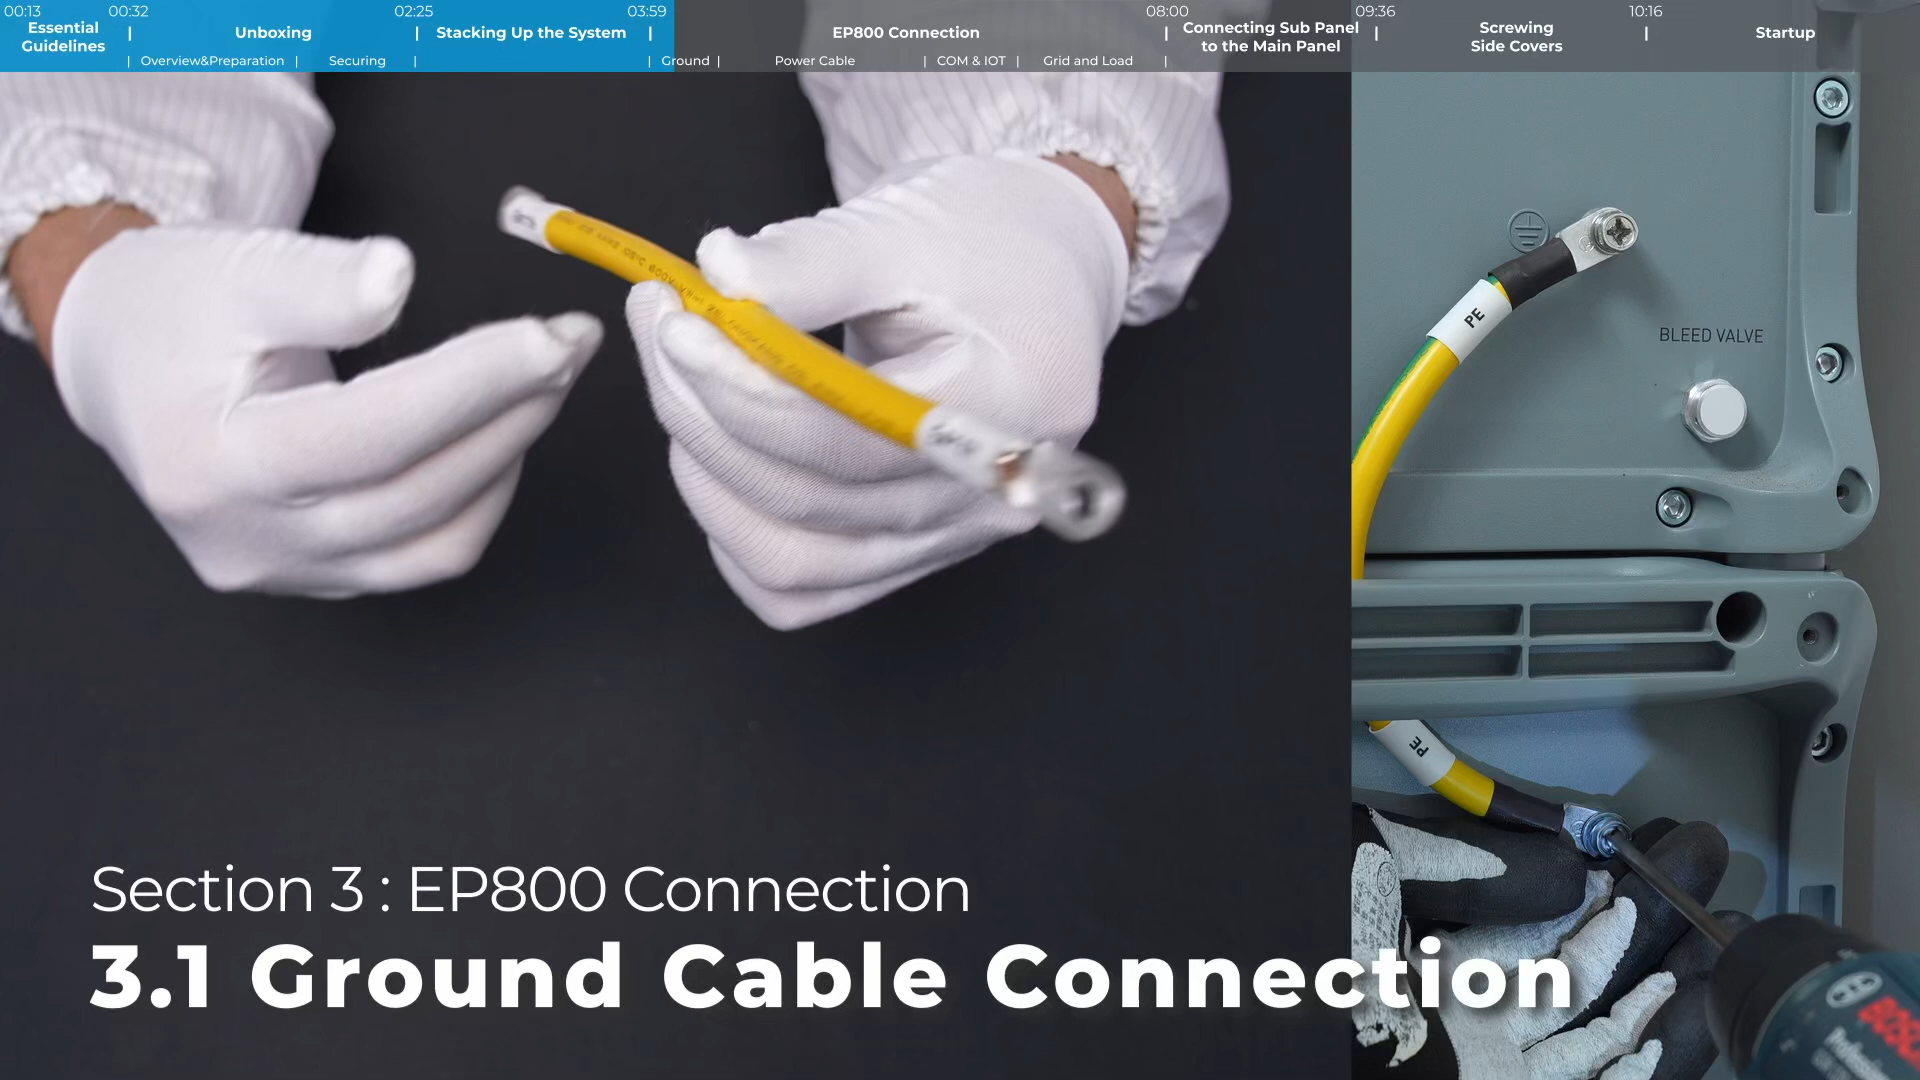 00:13
00:32
02:25
03:59
08:00
09:36
10:16
Essential
Guidelines
Unboxing
Stacking Up the System
EP800 Connection
Connecting Sub Panel
to the Main Panel
Screwing
Side Covers
Startup
Overview&Preparation
Securing
Ground
Power Cable
COM & IOT
Grid and Load
PE
BLEED VALVE
PE
Section 3 : EP800 Connection
3.1 Ground Cable Connection